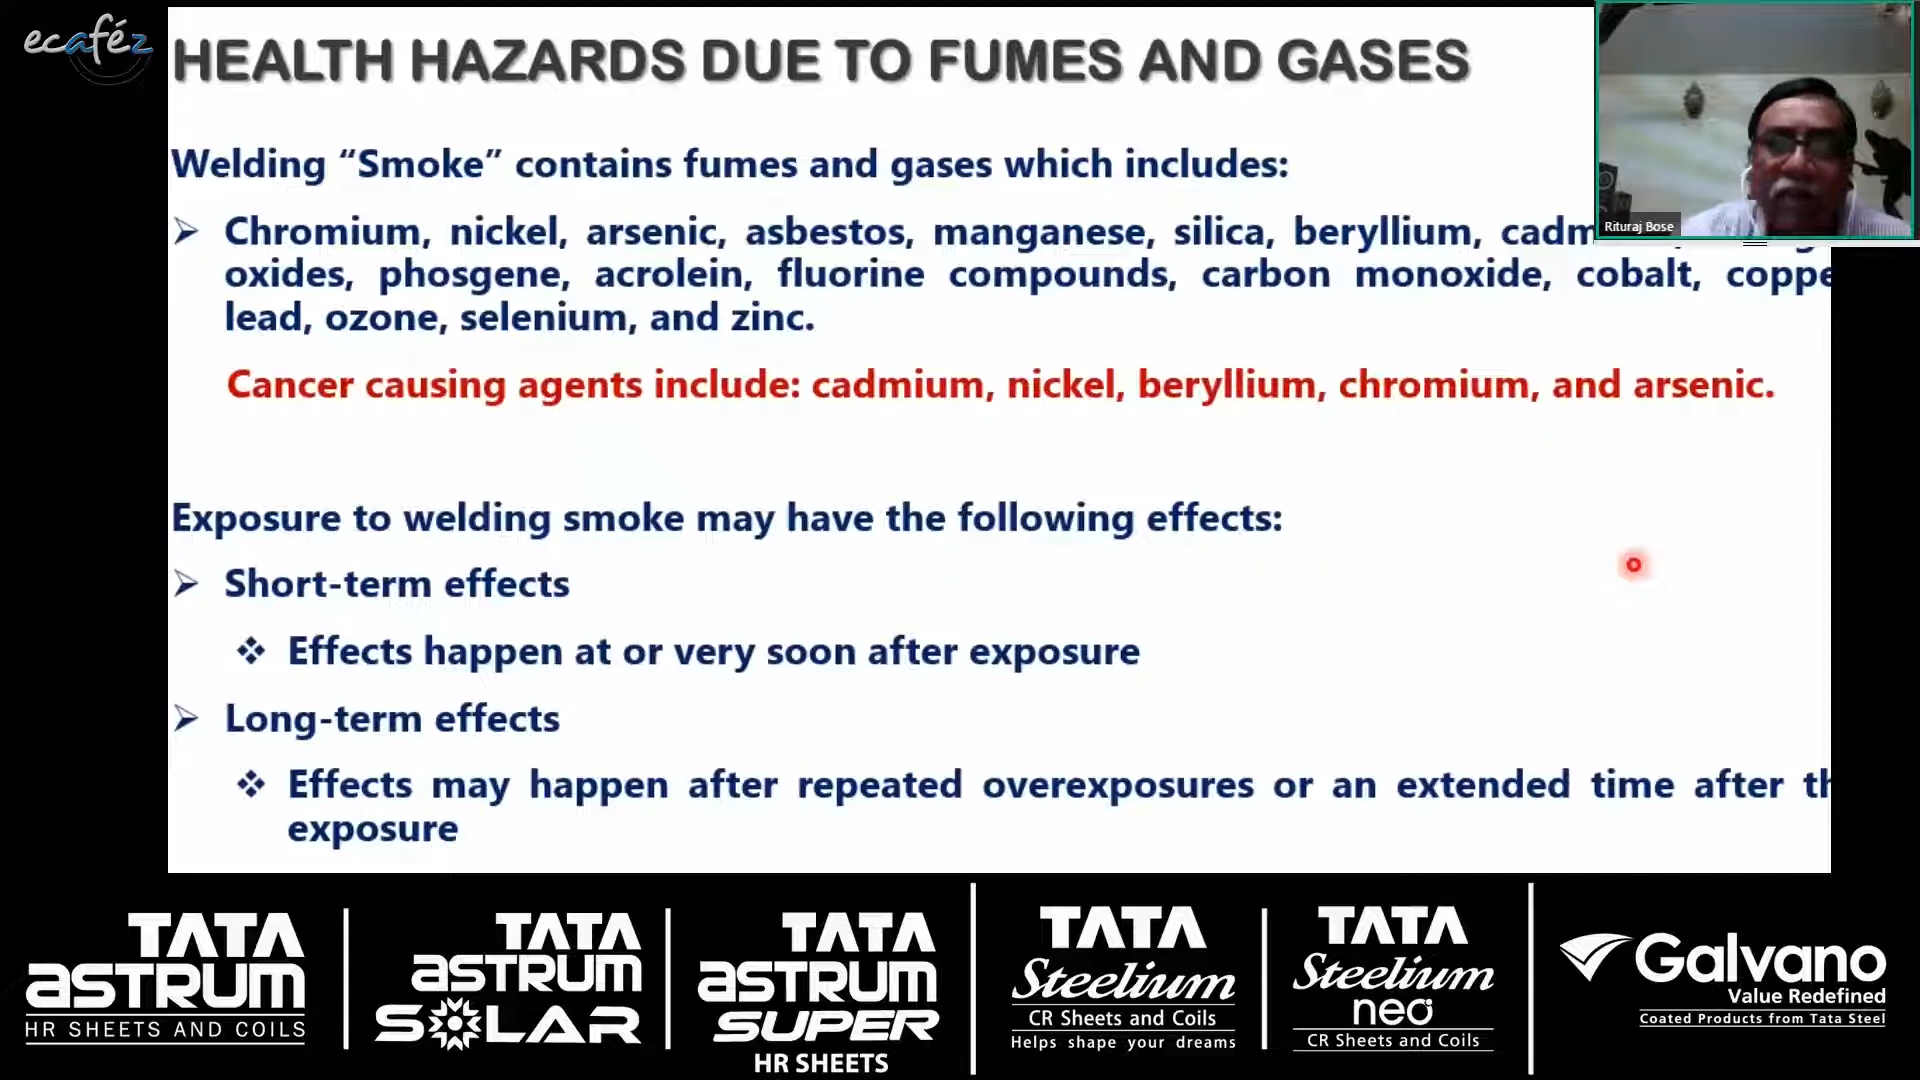 ecaféz
HEALTH HAZARDS DUE TO FUMES AND GASES
Rituraj Bose
Welding “Smoke” contains fumes and gases which includes:
Chromium, nickel, arsenic, asbestos, manganese, silica, beryllium,
oxides, phosgene, acrolein, fluorine compounds, carbon monoxide, cobalt,
lead, ozone, selenium, and zinc.
Cancer causing agents include: cadmium, nickel, beryllium, chromium, and arsenic.
Exposure to welding smoke may have the following effects:
Short-term effects
Effects happen at or very soon after exposure
Long-term effects
Effects may happen after repeated overexposures or an extended time after
exposure
TATA
astrum
HR SHEETS AND COILS
TATA
astrum
SOLAR
TATA
astrum
SUPER
HR SHEETS
TATA
Steelium
CR Sheets and Coils
Helps shape your dreams
TATA
Steelium
neo
CR Sheets and Coils
Galvano
Value Redefined
Coated Products from Tata Steel